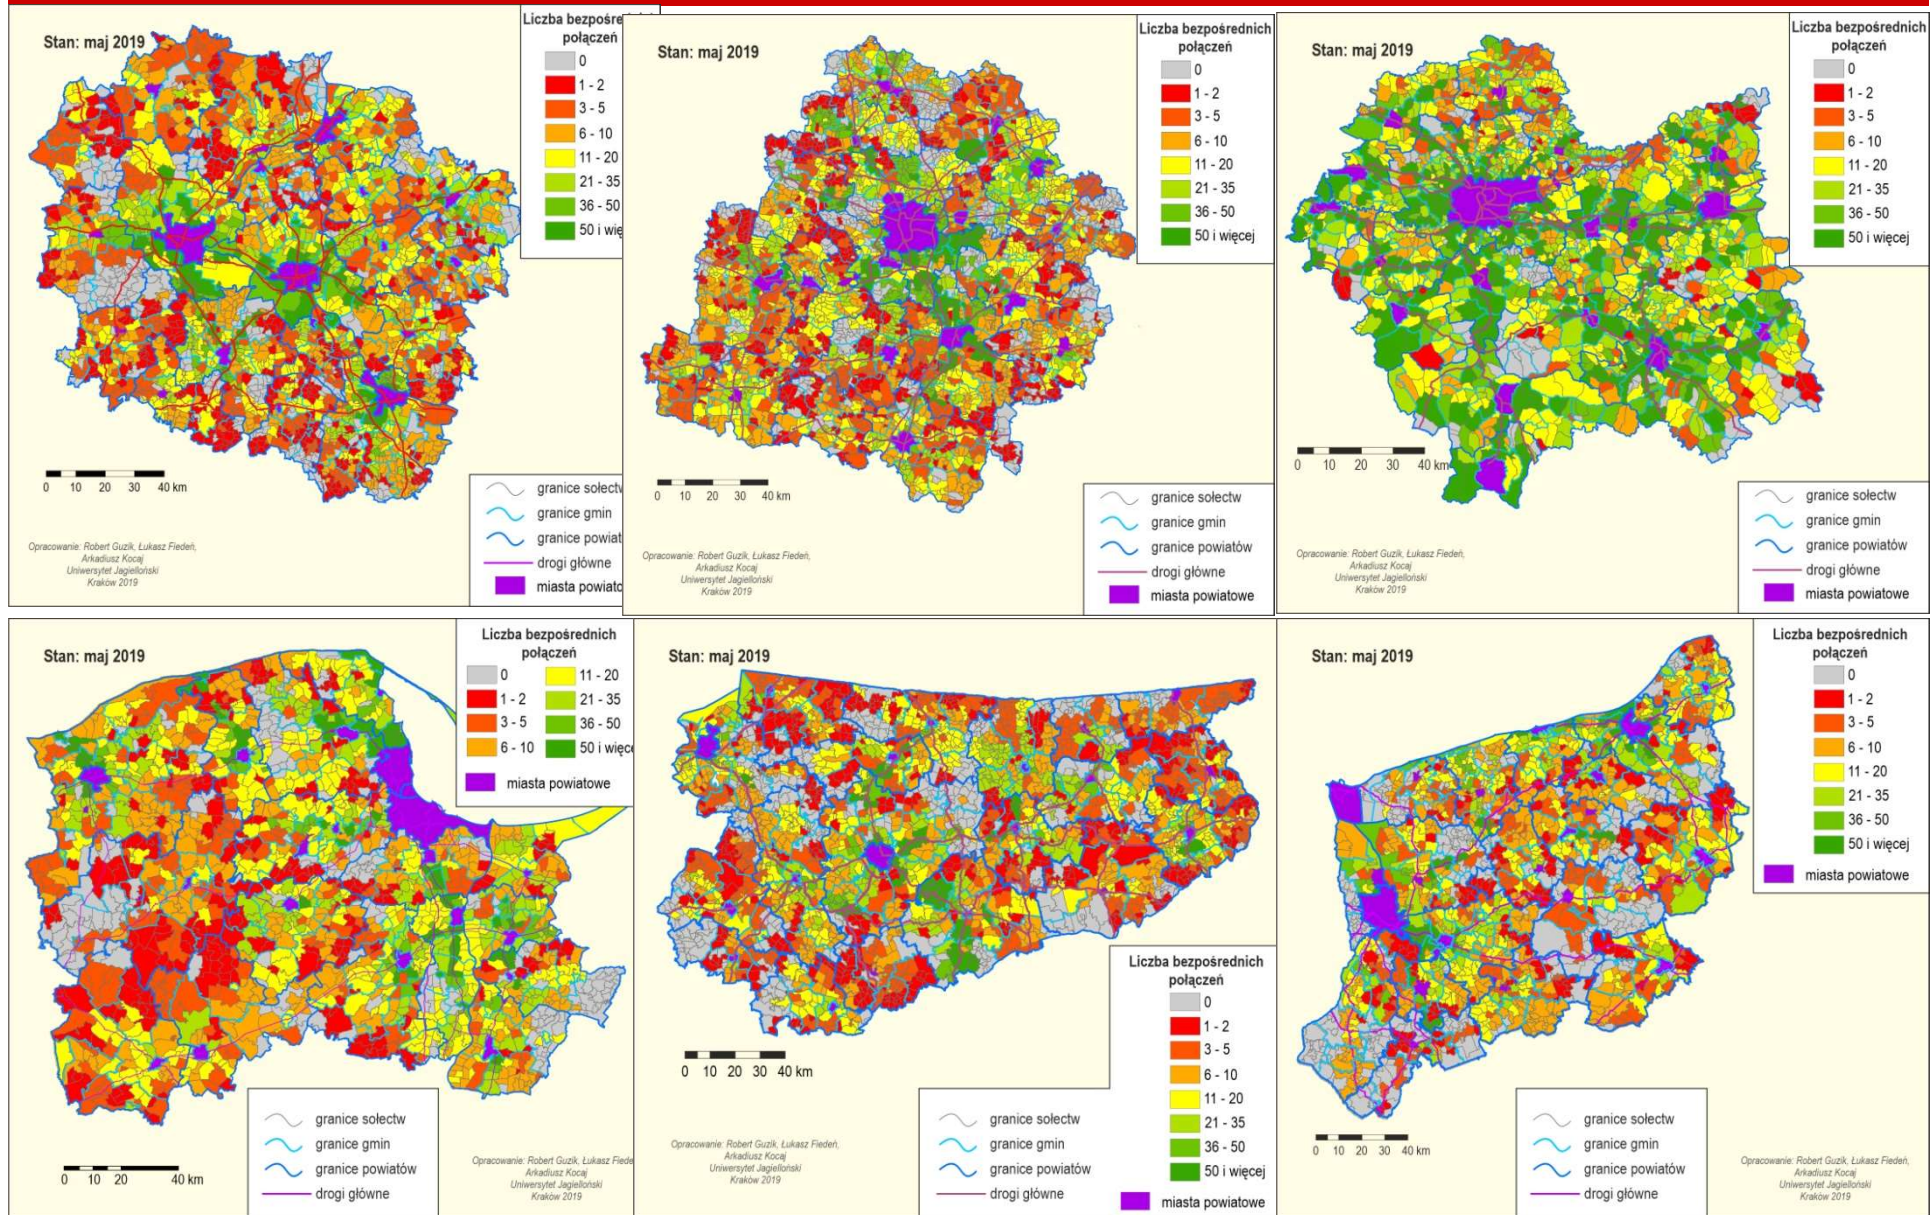 Stan: maj 2019
Liczba bezpośredni
połączeń
0
1 - 2
3 - 5
6 - 10
11 - 20
21 - 35
36 - 50
50 i więc
0 10 20 30 40 km
granice sołectw
granice gmin
granice powiat
drogi główne
miasta powiato
Opracowanie: Robert Guzik, Łukasz Fiedeń,
Arkadiusz Kocaj
Uniwersytet Jagielloński
Kraków 2019
Stan: maj 2019
Liczba bezpośrednich
połączeń
0
1 - 2
3 - 5
6 - 10
11 - 20
21 - 35
36 - 50
50 i więcej
0 10 20 30 40 km
granice sołectw
granice gmin
granice powiatów
drogi główne
miasta powiatowe
Opracowanie: Robert Guzik, Łukasz Fiedeń,
Arkadiusz Kocaj
Uniwersytet Jagielloński
Kraków 2019
Stan: maj 2019
Liczba bezpośrednich
połączeń
0
1 - 2
3 - 5
6 - 10
11 - 20
21 - 35
36 - 50
50 i więcej
0 10 20 30 40 km
granice sołectw
granice gmin
granice powiatów
drogi główne
miasta powiatowe
Opracowanie: Robert Guzik, Łukasz Fiedeń,
Arkadiusz Kocaj
Uniwersytet Jagielloński
Kraków 2019
Stan: maj 2019
Liczba bezpośrednich
połączeń
0 11 - 20
1 - 2 21 - 35
3 - 5 36 - 50
6 - 10 50 i więce
miasta powiatowe
granice sołectw
granice gmin
granice powiatów
drogi główne
0 10 20 40 km
Opracowanie: Robert Guzik, Łukasz Fiede
Arkadiusz Kocaj
Uniwersytet Jagielloński
Kraków 2019
Stan: maj 2019
Liczba bezpośrednich
połączeń
0
1 - 2
3 - 5
6 - 10
11 - 20
21 - 35
36 - 50
50 i więcej
miasta powiatowe
0 10 20 30 40 km
granice sołectw
granice gmin
granice powiatów
drogi główne
Opracowanie: Robert Guzik, Łukasz Fiedeń,
Arkadiusz Kocaj
Uniwersytet Jagielloński
Kraków 2019
Stan: maj 2019
Liczba bezpośrednich
połączeń
0
1 - 2
3 - 5
6 - 10
11 - 20
21 - 35
36 - 50
50 i więcej
miasta powiatowe
0 10 20 30 40 km
granice sołectw
granice gmin
granice powiatów
drogi główne
Opracowanie: Robert Guzik, Łukasz Fiedeń,
Arkadiusz Kocaj
Uniwersytet Jagielloński
Kraków 2019